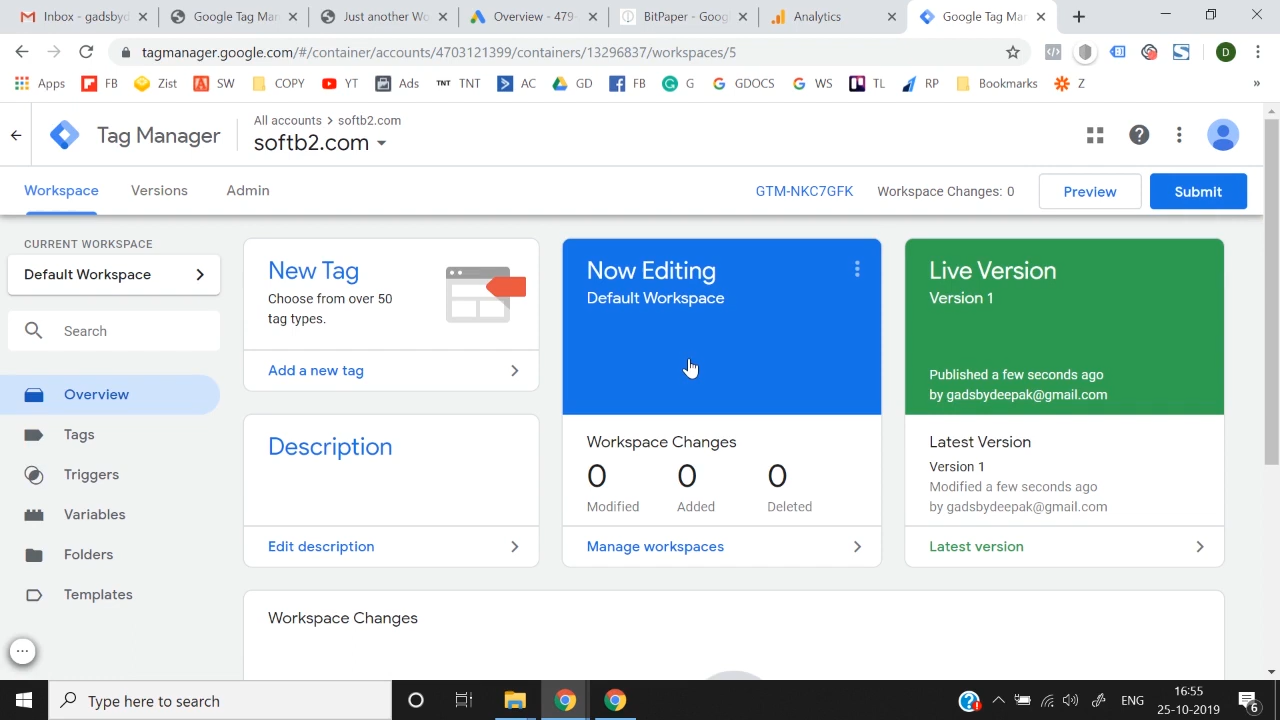 Inbox - gadsby d
Google Tag Mar
Just another Wo
Overview - 479-
BitPaper - Goog
Analytics
Google Tag Mar
tagmanager.google.com/#/container/accounts/4703121399/containers/13296837/workspaces/5
D
Apps
FB
Zist
SW
COPY
YT
Ads
TNT TNT
AC
GD
FB
G
GDOCS
WS
TL
RP
Bookmarks
Z
»
Tag Manager
All accounts > softb2.com
softb2.com
Workspace
Versions
Admin
GTM-NKC7GFK
Workspace Changes: 0
Preview
Submit
CURRENT WORKSPACE
Default Workspace
Search
Overview
Tags
Triggers
Variables
Folders
Templates
New Tag
Choose from over 50
tag types.
Add a new tag
Description
Edit description
Now Editing
Default Workspace
Workspace Changes
0 0 0
Modified Added Deleted
Manage workspaces
Live Version
Version 1
Published a few seconds ago
by gadsbydeepak@gmail.com
Latest Version
Version 1
Modified a few seconds ago
by gadsbydeepak@gmail.com
Latest version
Workspace Changes
Type here to search
ENG
16:55
25-10-2019
6